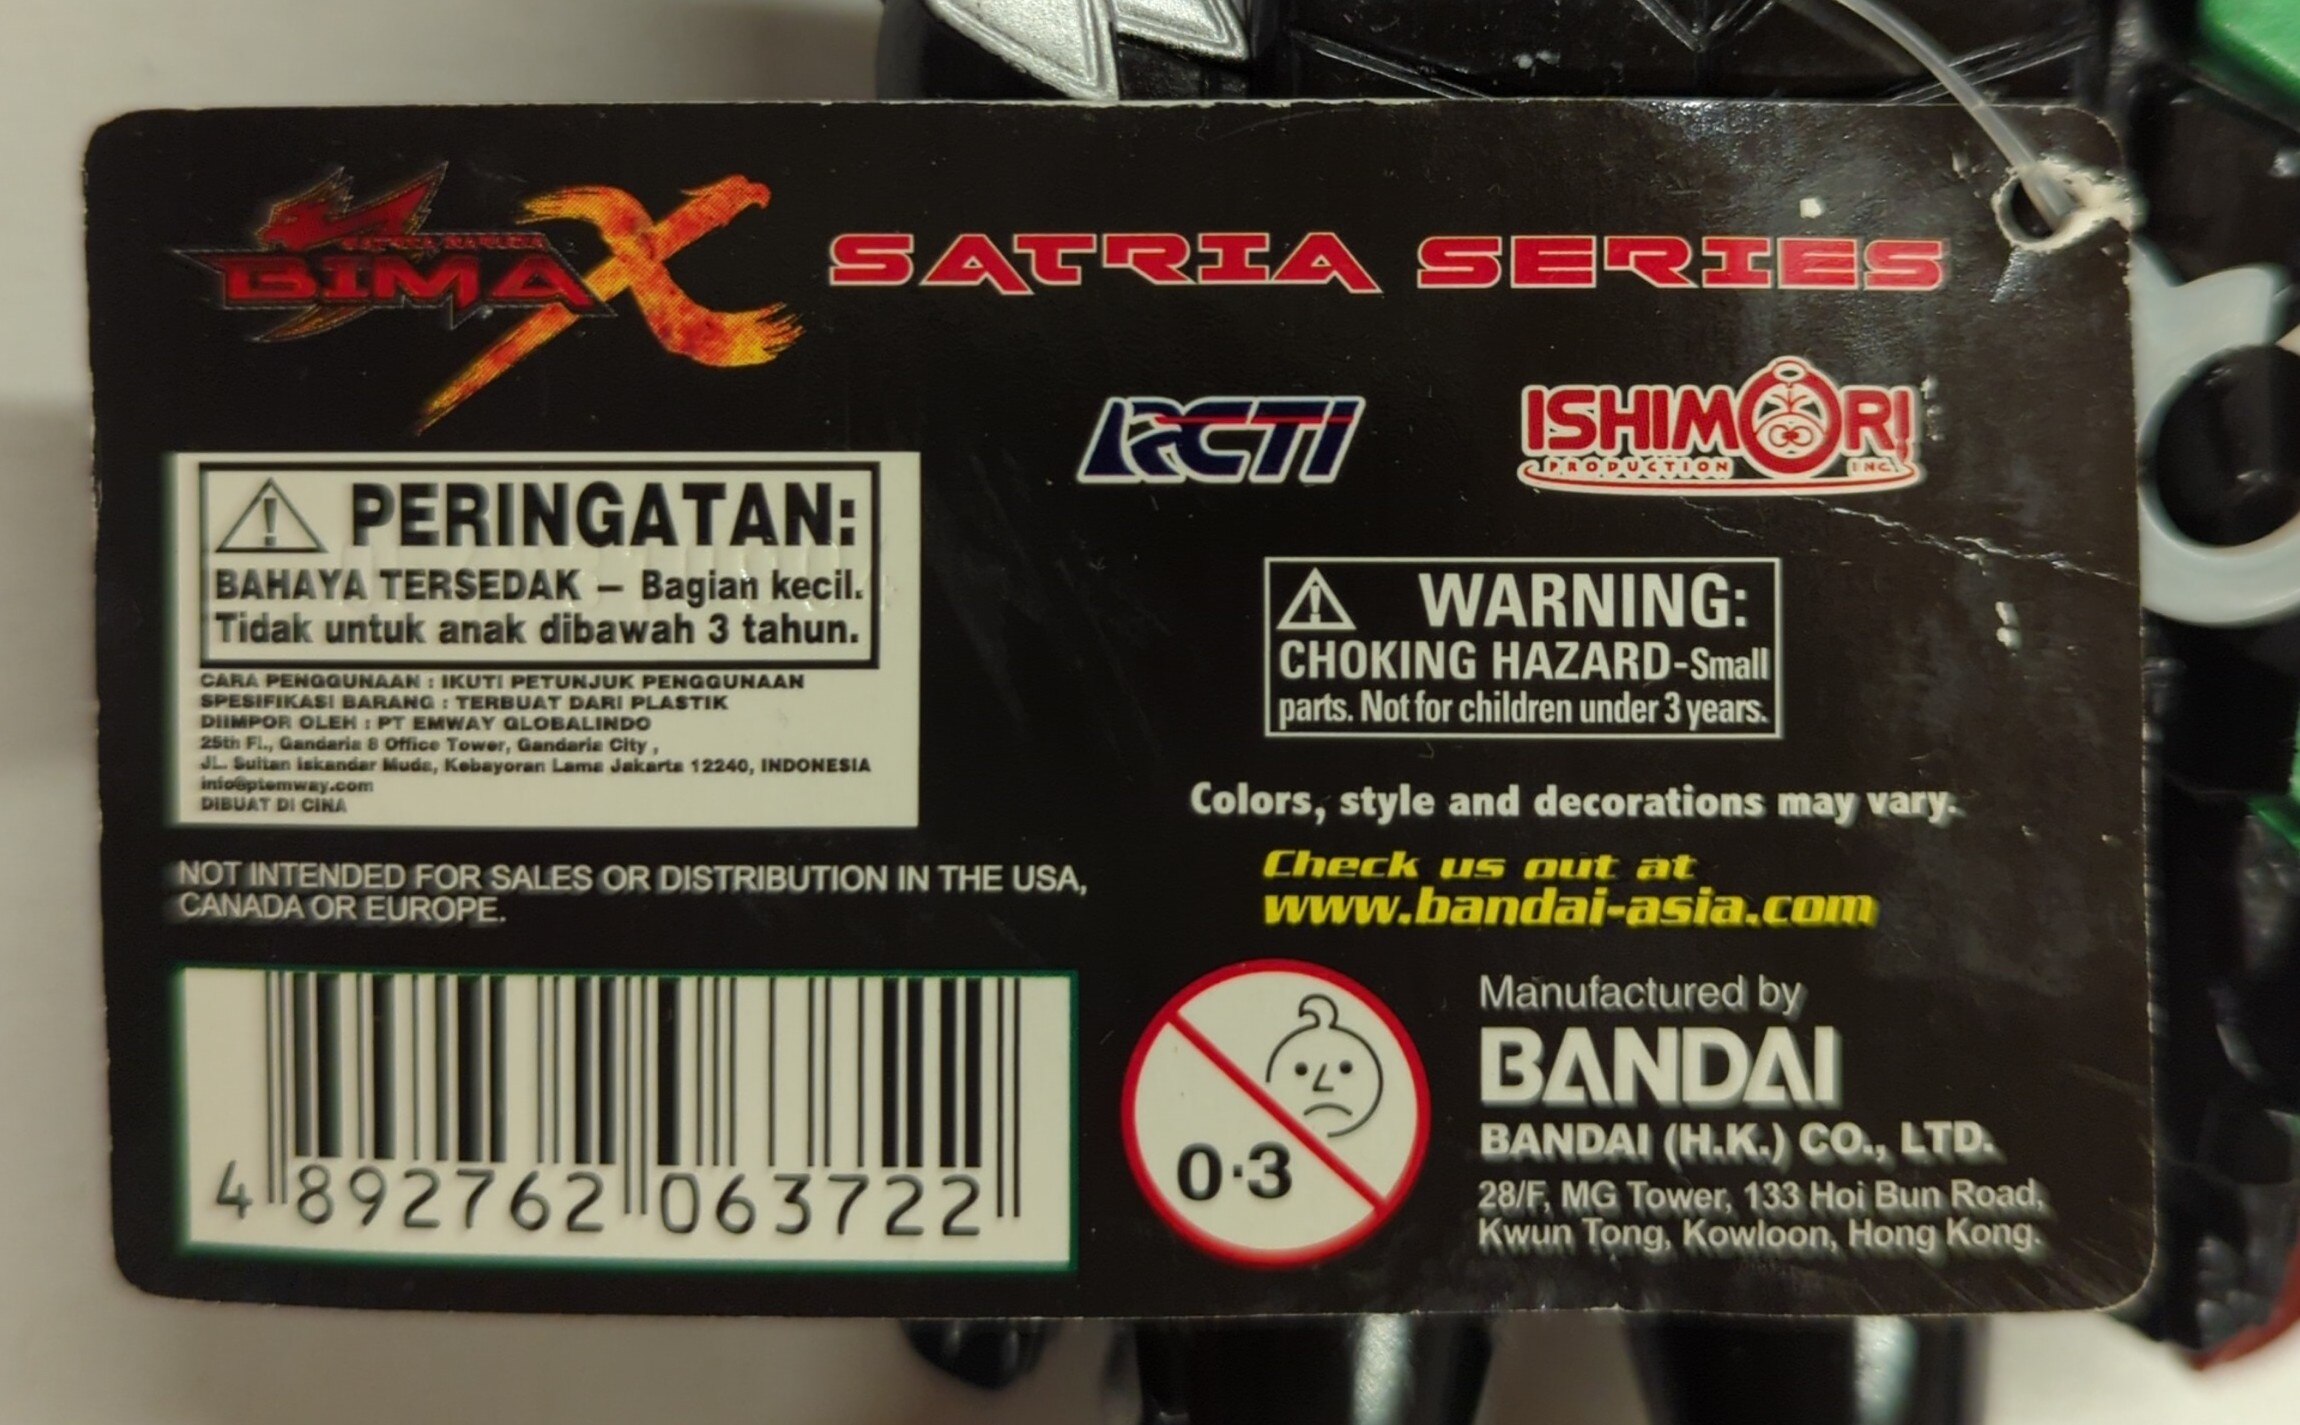 BIMA X SATRIA SERIES
RCTI
ISHIMORI
PRODUCTION INC.
PERINGATAN:
BAHAYA TERSEDAK – Bagian kecil.
Tidak untuk anak dibawah 3 tahun.
CARA PENGGUNAAN : IKUTI PETUNJUK PENGGUNAAN
SPESIFIKASI BARANG : TERBUAT DARI PLASTIK
DIIMPOR OLEH : PT EMWAY GLOBALINDO
25th Fl., Gandaria 8 Office Tower, Gandaria City ,
JL. Sultan Iskandar Muda, Kebayoran Lama Jakarta 12240, INDONESIA
info@ptemway.com
DIBUAT DI CINA
WARNING:
CHOKING HAZARD-Small
parts. Not for children under 3 years.
Colors, style and decorations may vary.
Check us out at
www.bandai-asia.com
NOT INTENDED FOR SALES OR DISTRIBUTION IN THE USA,
CANADA OR EUROPE.
4 892762 063722
0-3
Manufactured by
BANDAI
BANDAI (H.K.) CO., LTD.
28/F, MG Tower, 133 Hoi Bun Road,
Kwun Tong, Kowloon, Hong Kong.